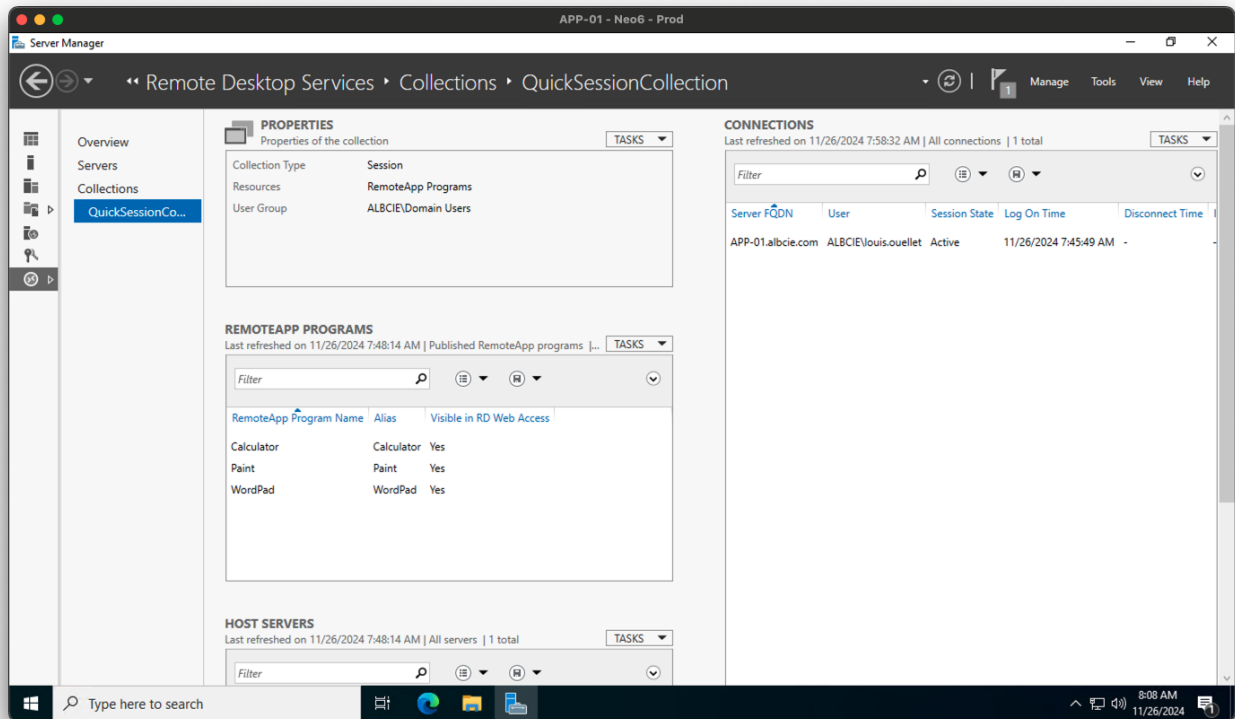 APP-01 - Neo6 - Prod
Server Manager
Remote Desktop Services
Collections
QuickSessionCollection
1
Manage
Tools
View
Help
Overview
Servers
Collections
QuickSessionCo...
PROPERTIES
Properties of the collection
TASKS
Collection Type Session
Resources RemoteApp Programs
User Group ALBCIE\Domain Users
REMOTEAPP PROGRAMS
Last refreshed on 11/26/2024 7:48:14 AM | Published RemoteApp programs |...
TASKS
Filter
RemoteApp Program Name Alias Visible in RD Web Access
Calculator Calculator Yes
Paint Paint Yes
WordPad WordPad Yes
HOST SERVERS
Last refreshed on 11/26/2024 7:48:14 AM | All servers | 1 total
TASKS
Filter
CONNECTIONS
Last refreshed on 11/26/2024 7:58:32 AM | All connections | 1 total
TASKS
Filter
Server FQDN User Session State Log On Time Disconnect Time
APP-01.albcie.com ALBCIE\louis.ouellet Active 11/26/2024 7:45:49 AM - -
Type here to search
8:08 AM
11/26/2024
1